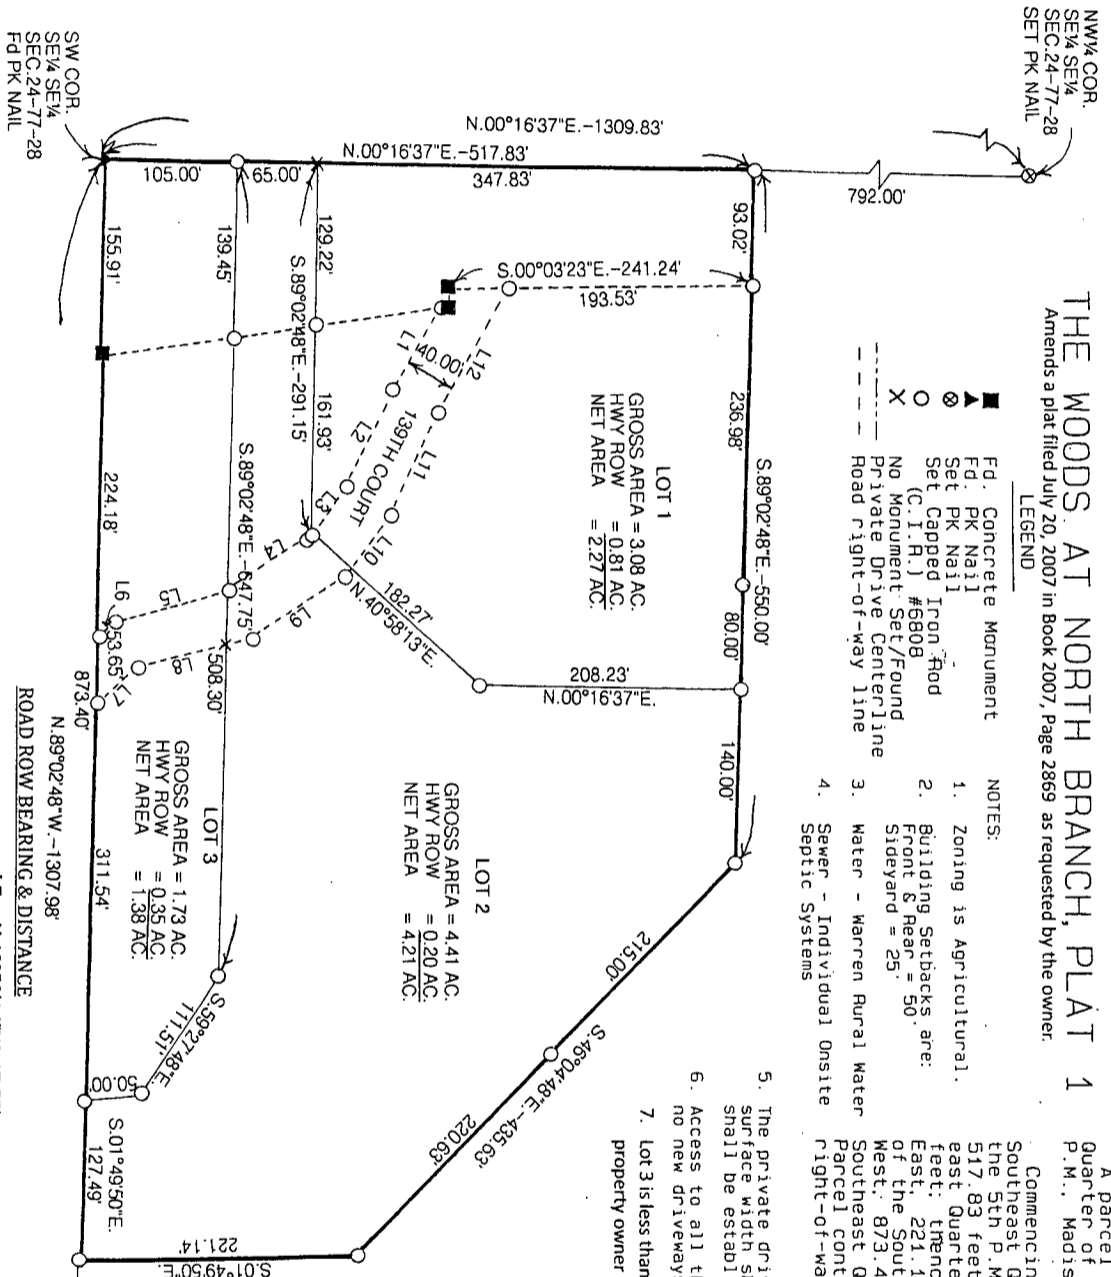 THE WOODS AT NORTH BRANCH, PLAT 1
Amends a plat filed July 20, 2007 in Book 2007, Page 2869 as requested by the owner.
LEGEND
Fd. Concrete Monument
Fd. PK Nail
Set PK Nail
Set Capped Iron Rod
(C.I.R.) #6808
No Monument Set/Found
Private Drive Centerline
Road right-of-way line
NOTES:
1. Zoning is Agricultural.
2. Building Setbacks are:
Front & Rear = 50'
Sideyard = 25'
3. Water - Warren Rural Water
4. Sewer - Individual Onsite
Septic Systems
5. The private dri
surface width s
shall be establ
6. Access to all t
no new driveway
7. Lot 3 is less than
property owner
A parcel
Quarter of
P.M., Madis
Commencin
Southeast Q
the 5th P.M
517.83 feet
east Quarte
feet; thenc
East, 221.1
of the Sout
West, 873.4
Southeast Q
Parcel cont
right-of-wa
NW¼ COR.
SE¼ SE¼
SEC.24-77-28
SET PK NAIL
792.00'
N.00°16'37"E.-1309.83'
N.00°16'37"E.-517.83'
347.83'
65.00'
105.00'
SW COR.
SE¼ SE¼
SEC.24-77-28
Fd PK NAIL
93.02'
236.98'
S.89°02'48"E.-550.00'
80.00'
140.00'
S.00°03'23"E.-241.24'
193.53'
LOT 1
GROSS AREA = 3.08 AC.
HWY ROW = 0.81 AC.
NET AREA = 2.27 AC.
L12
40.00'
L1
L11
139TH COURT
L2
L10
L3
L4
129.22'
161.93'
S.89°02'48"E.-291.15'
182.27'
N.40°58'13"E.
208.23'
N.00°16'37"E.
139.45'
S.89°02'48"E.-647.75'
508.30'
L9
L5
L8
L6
L7
155.91'
224.18'
53.65'
873.40'
311.54'
N.89°02'48"W.-1307.98'
LOT 2
GROSS AREA = 4.41 AC.
HWY ROW = 0.20 AC.
NET AREA = 4.21 AC.
LOT 3
GROSS AREA = 1.73 AC.
HWY ROW = 0.35 AC.
NET AREA = 1.38 AC.
215.00'
S.46°04'48"E.-435.63'
220.63'
S.59°27'48"E.
111.51'
50.00'
S.01°49'50"E.
127.49'
221.14'
S.01°49'50"E.
ROAD ROW BEARING & DISTANCE